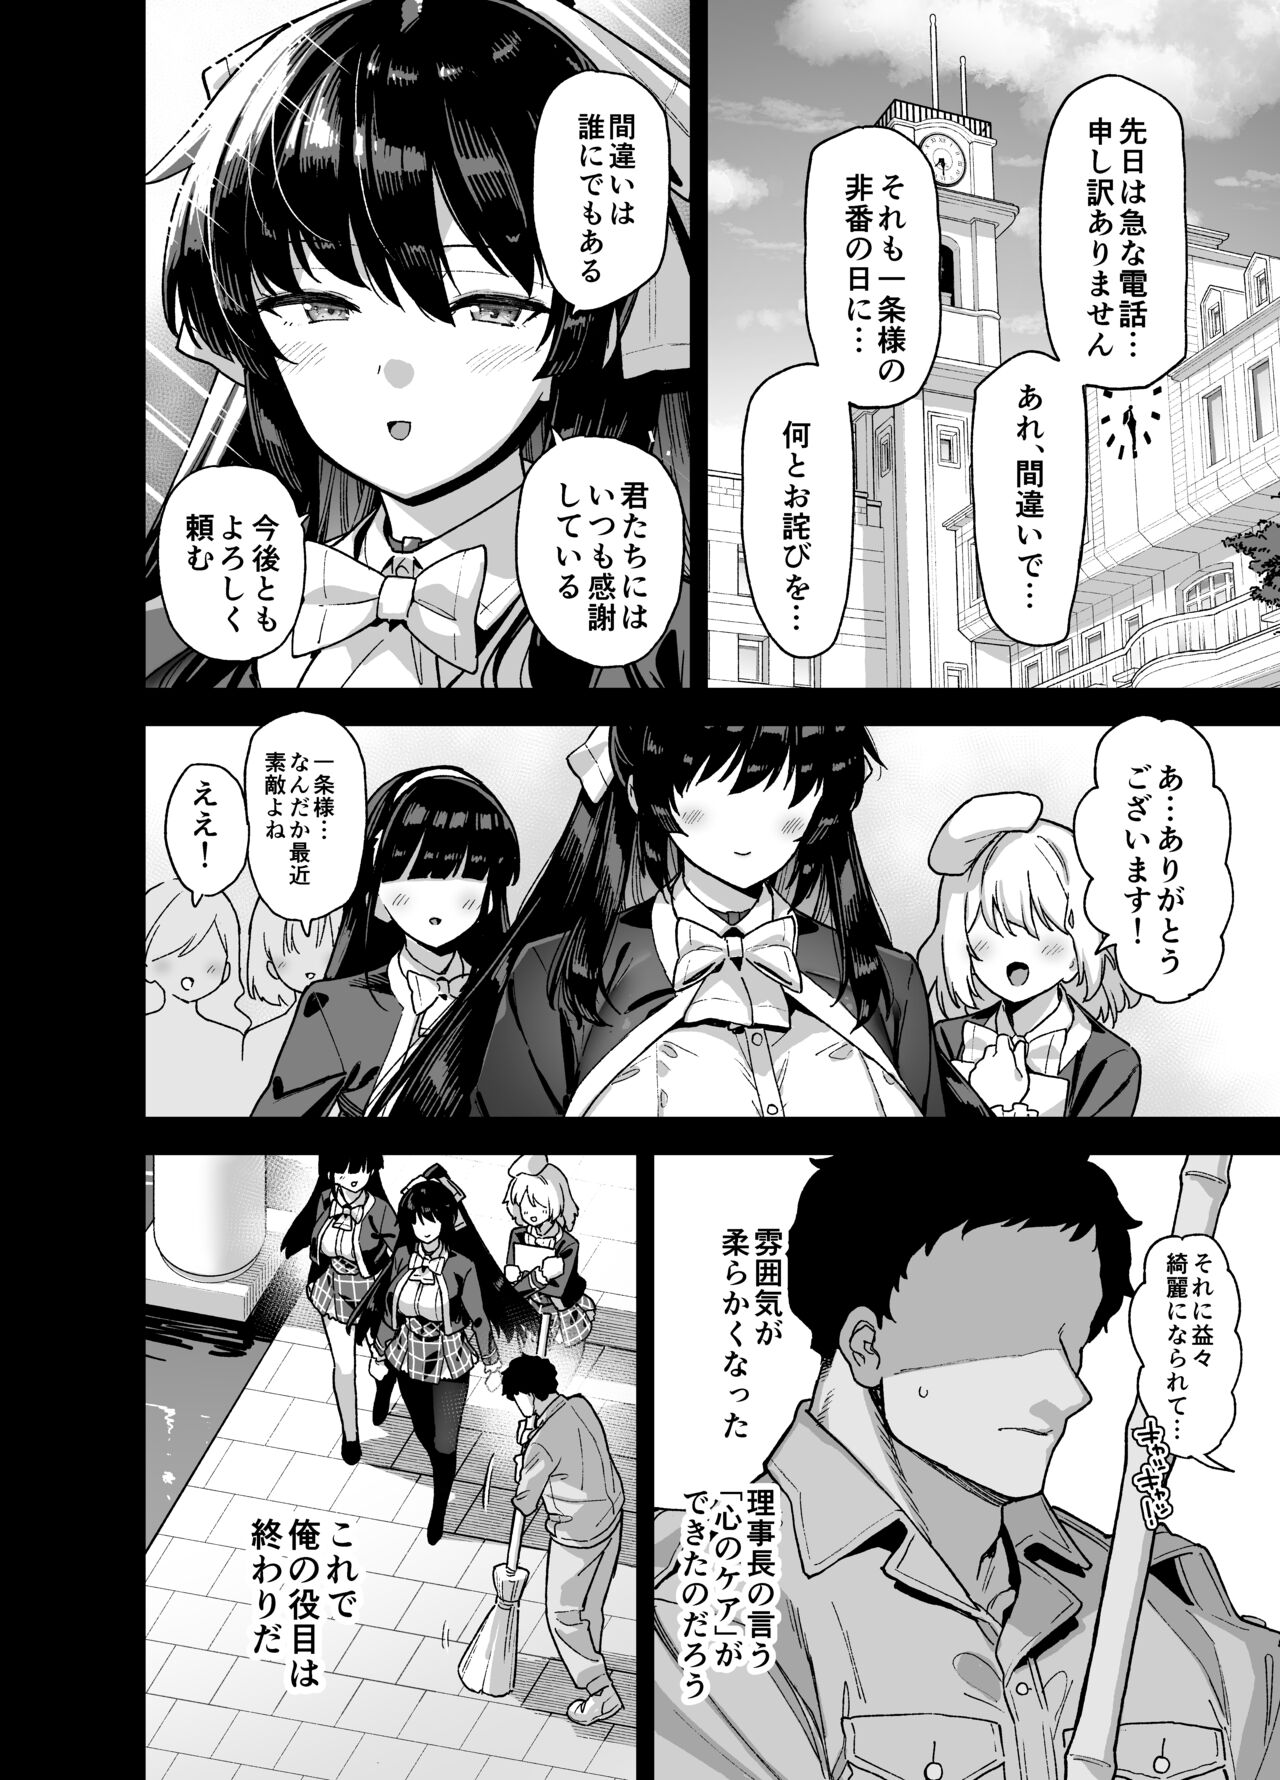 先日は急な電話…
申し訳ありません
あれ、間違いで…
それも一条様の
非番の日に…
何とお詫びを…
間違いは
誰にでもある
君たちには
いつも感謝
している
今後とも
よろしく
頼む
あ…ありがとう
ございます！
一条様…
なんだか最近
素敵よね
ええ！
それに益々
綺麗になられて…
キャッキャッ
雰囲気が
柔らかくなった
理事長の言う
「心のケア」が
できたのだろう
これで
俺の役目は
終わりだ